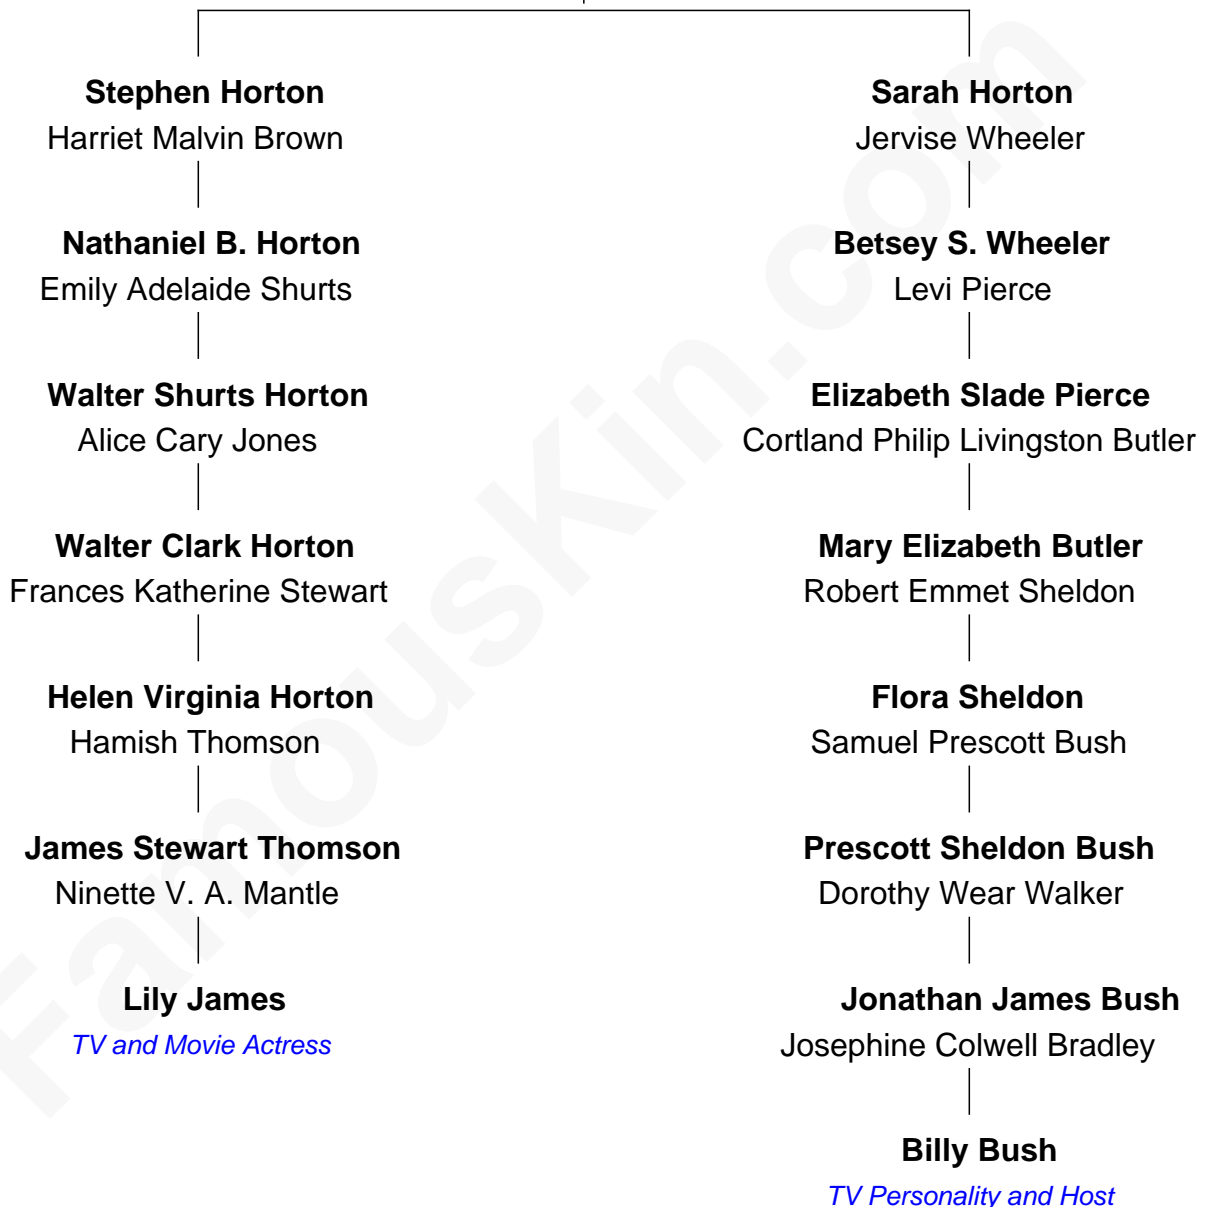 Stephen Horton
Harriet Malvin Brown
Nathaniel B. Horton
Emily Adelaide Shurts
Walter Shurts Horton
Alice Cary Jones
Walter Clark Horton
Frances Katherine Stewart
Helen Virginia Horton
Hamish Thomson
James Stewart Thomson
Ninette V. A. Mantle
Lily James
TV and Movie Actress
Sarah Horton
Jervise Wheeler
Betsey S. Wheeler
Levi Pierce
Elizabeth Slade Pierce
Cortland Philip Livingston Butler
Mary Elizabeth Butler
Robert Emmet Sheldon
Flora Sheldon
Samuel Prescott Bush
Prescott Sheldon Bush
Dorothy Wear Walker
Jonathan James Bush
Josephine Colwell Bradley
Billy Bush
TV Personality and Host
FamousKin.com